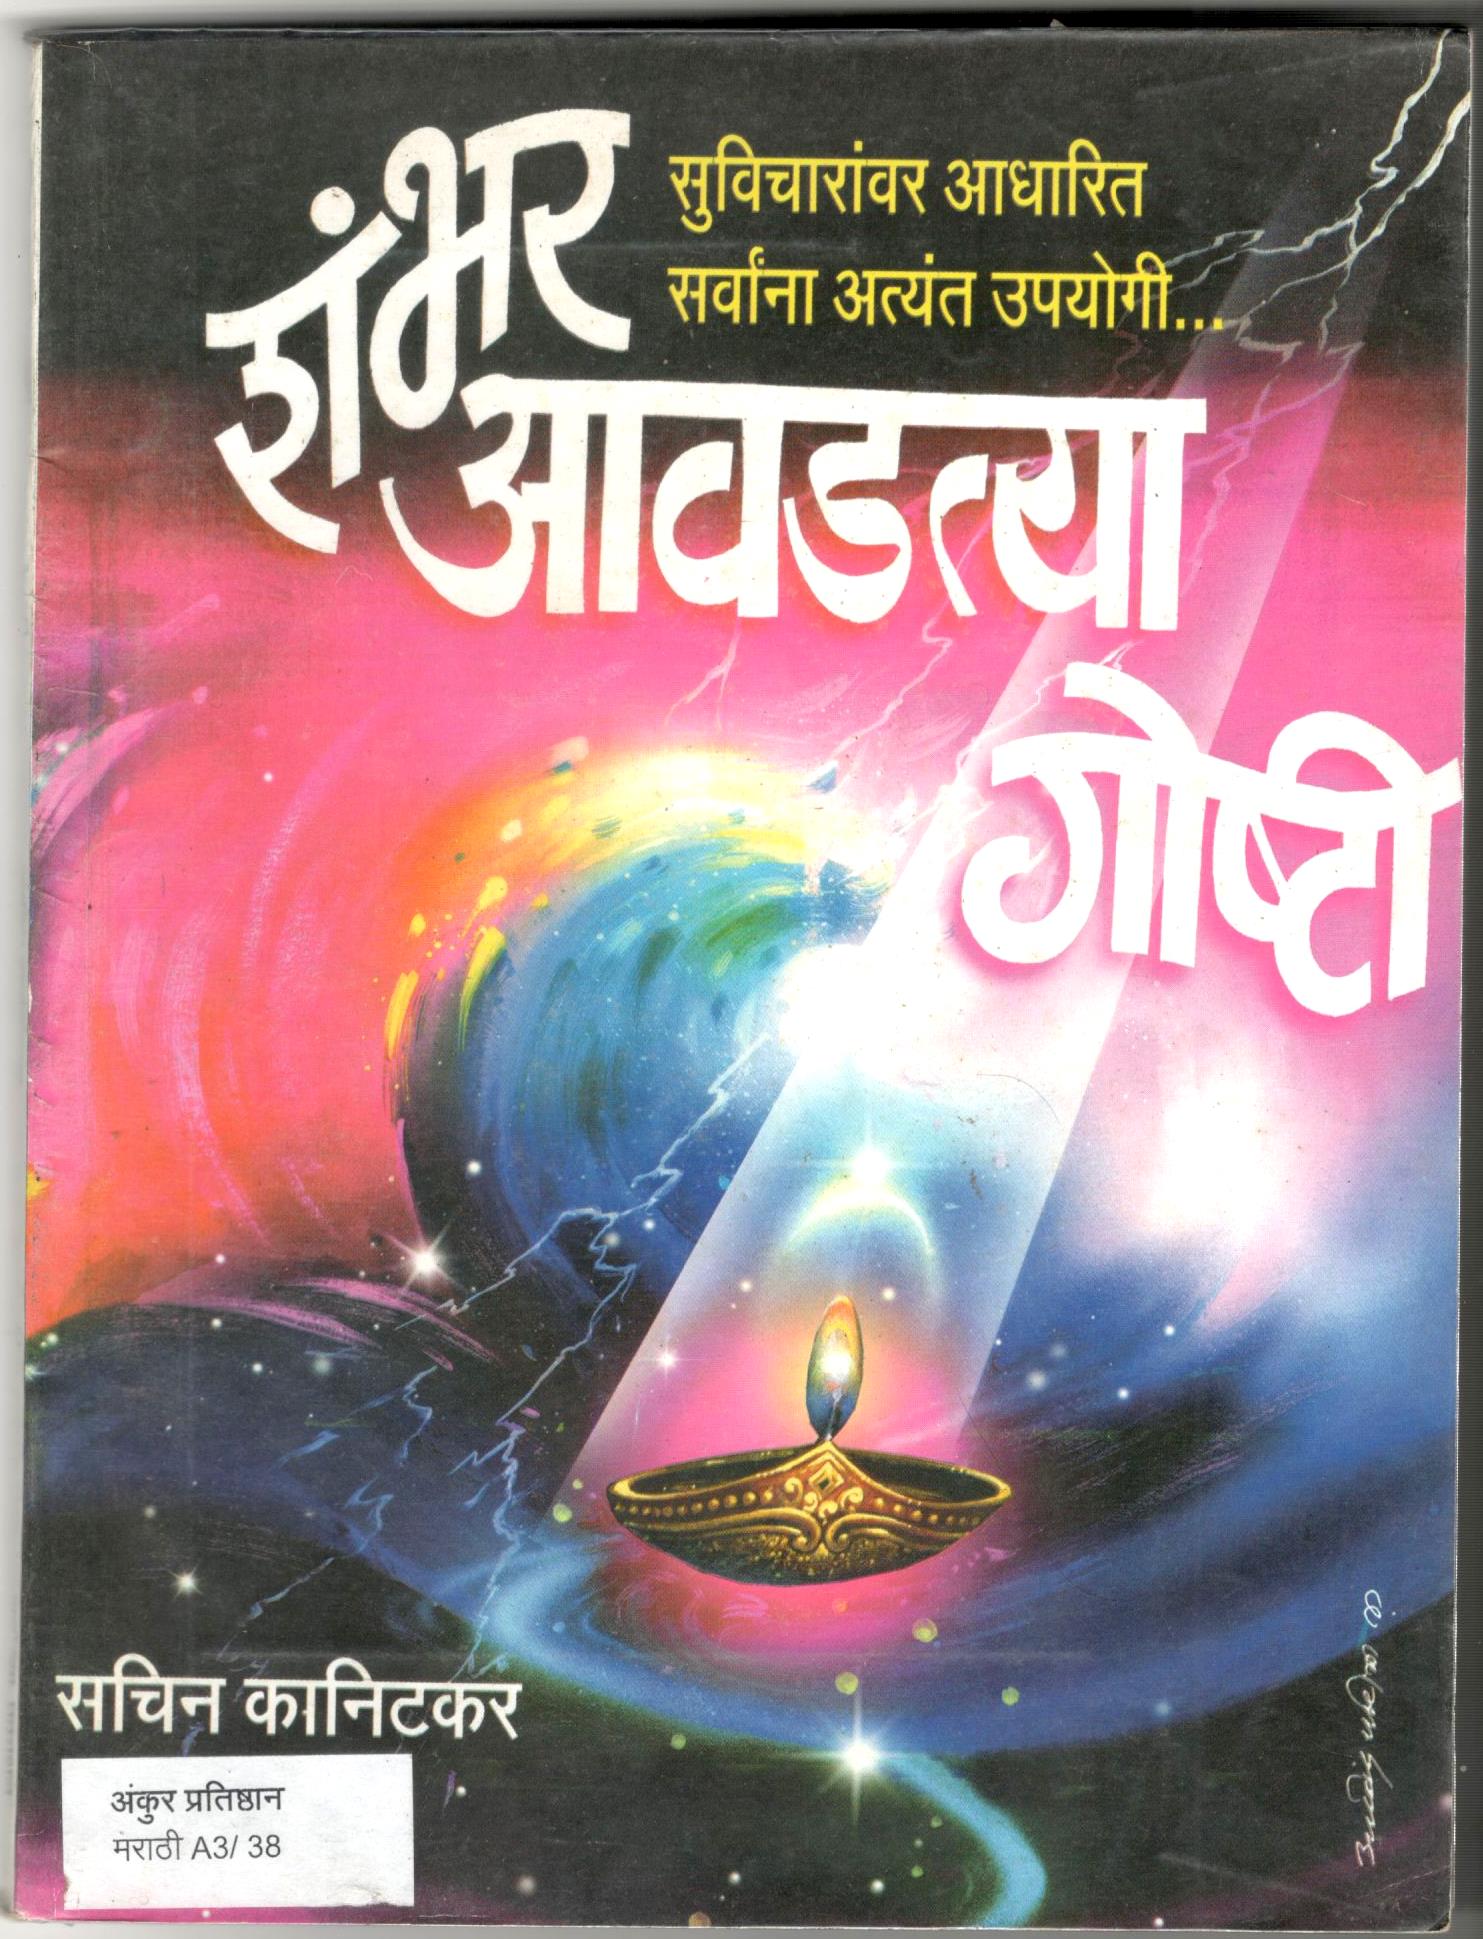 शंभर
सुविचारांवर आधारित
सर्वांना अत्यंत उपयोगी...
आवडत्या
गोष्टी
सचिन कानिटकर
अंकुर प्रतिष्ठान
मराठी A3/ 38